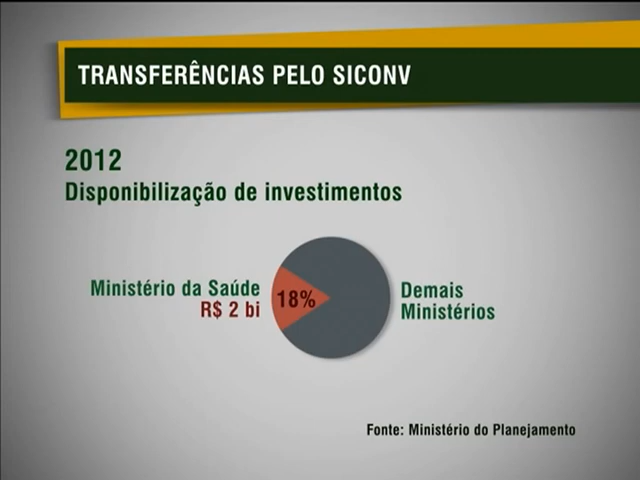 TRANSFERÊNCIAS PELO SICONV
2012
Disponibilização de investimentos
Ministério da Saúde
R$ 2 bi
18%
Demais
Ministérios
Fonte: Ministério do Planejamento